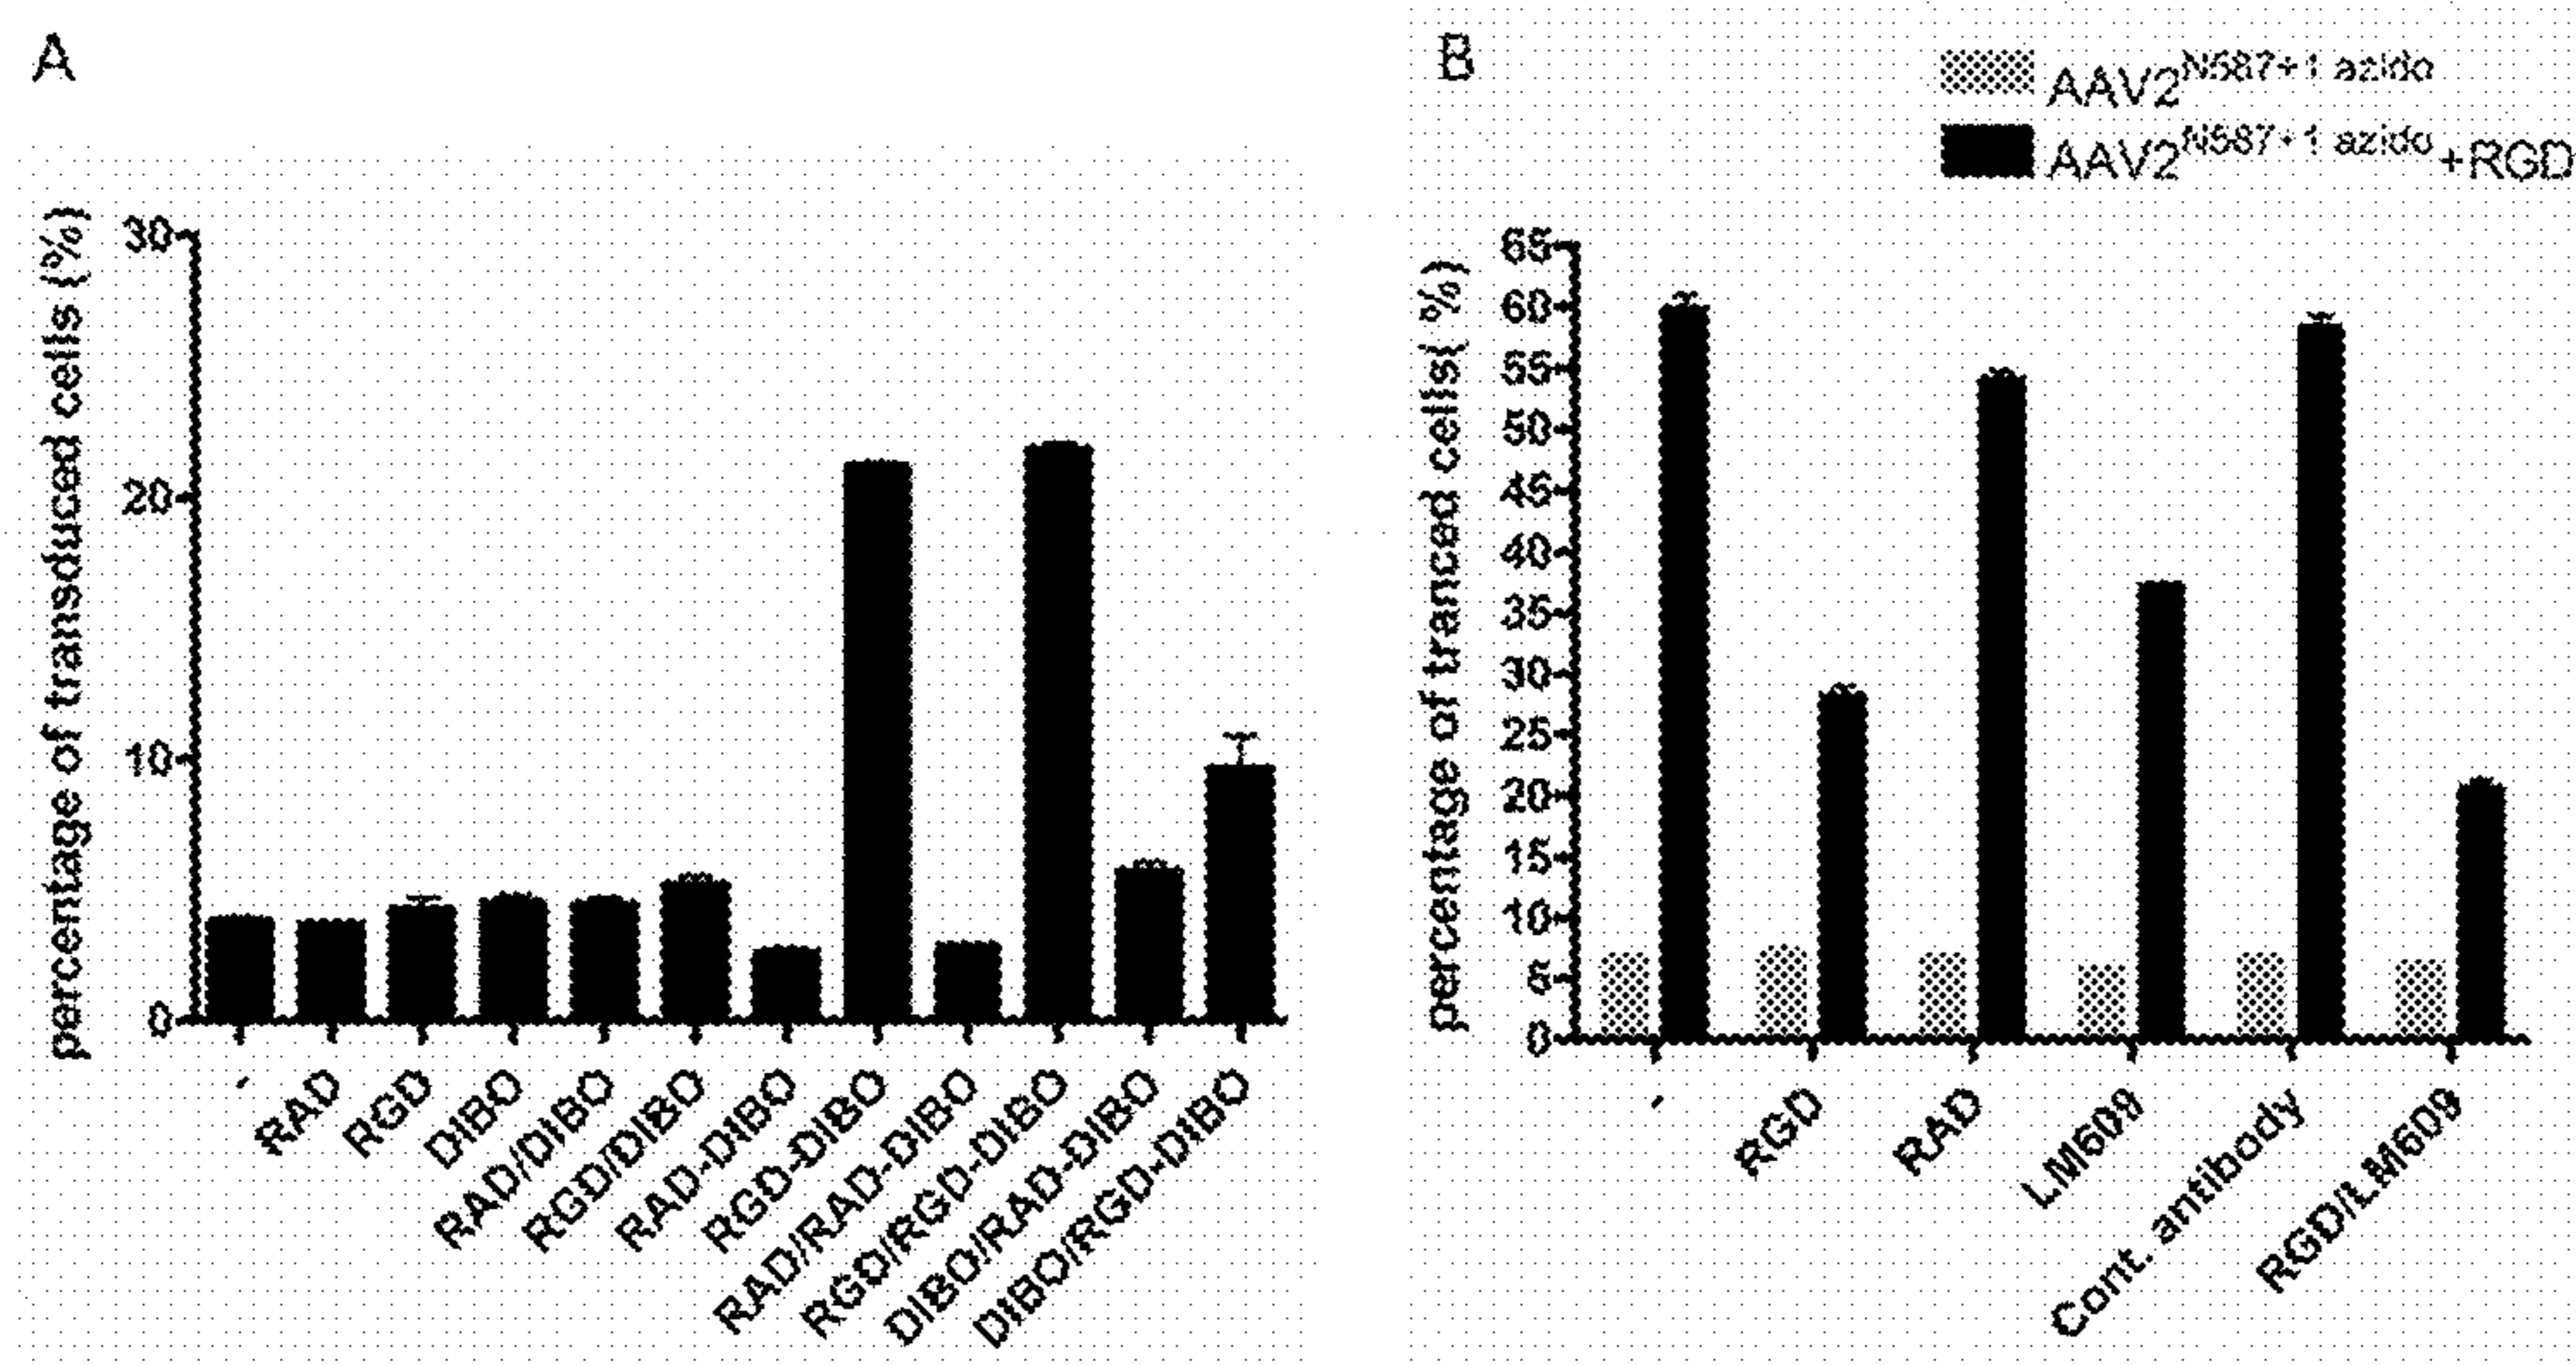 A
percentage of transduced cells (%)
30
20
10
0
-
RAD
RGD
DIBO
RAD/DIBO
RGD/DIBO
RAD-DIBO
RGD-DIBO
RAD/RAD-DIBO
RGD/RGD-DIBO
DIBO/RAD-DIBO
DIBO/RGD-DIBO
B
AAV2N587+1 azido
AAV2N587+1 azido+RGD
percentage of tranced cells( %)
65
60
55
50
45
40
35
30
25
20
15
10
5
0
-
RGD
RAD
LM609
Cont. antibody
RGD/LM609